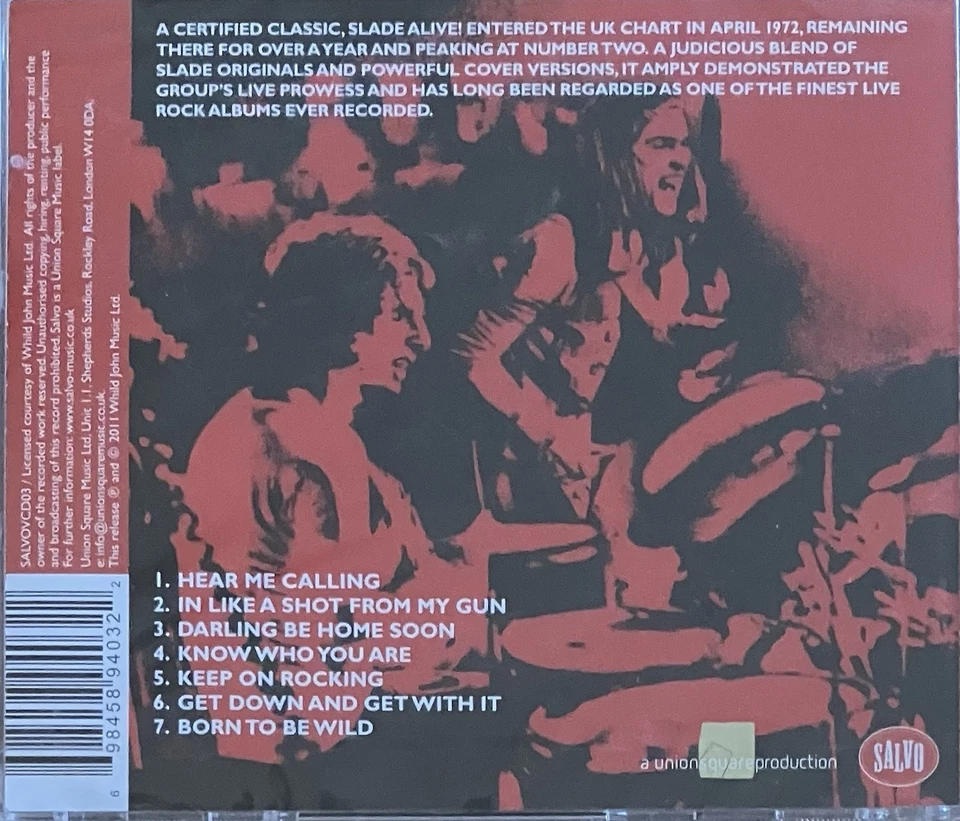 A CERTIFIED CLASSIC, SLADE ALIVE! ENTERED THE UK CHART IN APRIL 1972, REMAINING
THERE FOR OVER A YEAR AND PEAKING AT NUMBER TWO. A JUDICIOUS BLEND OF
SLADE ORIGINALS AND POWERFUL COVER VERSIONS, IT AMPLY DEMONSTRATED THE
GROUP'S LIVE PROWESS AND HAS LONG BEEN REGARDED AS ONE OF THE FINEST LIVE
ROCK ALBUMS EVER RECORDED.
SALVOVCD03 / Licensed courtesy of Whild John Music Ltd. All rights of the producer and the
owner of the recorded work reserved. Unauthorised copying, hiring, renting, public performance
and broadcasting of this record prohibited. Salvo is a Union Square Music label.
For further information: www.salvo-music.co.uk
Union Square Music Ltd, Unit 1.1, Shepherds Studios, Rockley Road, London W14 0DA.
e: info@unionsquaremusic.co.uk.
This release ℗ and © 2011 Whild John Music Ltd.
1. HEAR ME CALLING
2. IN LIKE A SHOT FROM MY GUN
3. DARLING BE HOME SOON
4. KNOW WHO YOU ARE
5. KEEP ON ROCKING
6. GET DOWN AND GET WITH IT
7. BORN TO BE WILD
6 98458 94032 2
a unionsquareproduction
SALVO